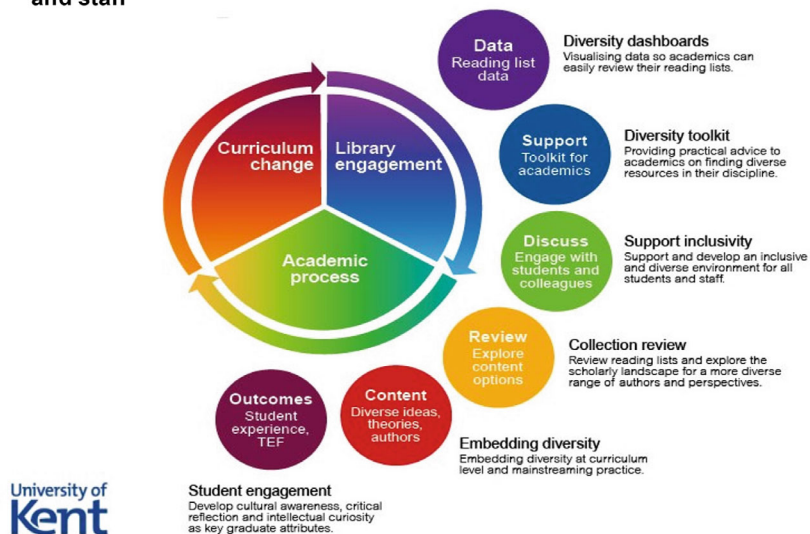 and staff
Curriculum
change
Library
engagement
Academic
process
Data
Reading list
data
Diversity dashboards
Visualising data so academics can
easily review their reading lists.
Support
Toolkit for
academics
Diversity toolkit
Providing practical advice to
academics on finding diverse
resources in their discipline.
Discuss
Engage with
students and
colleagues
Support inclusivity
Support and develop an inclusive
and diverse environment for all
students and staff.
Review
Explore
content
options
Collection review
Review reading lists and explore the
scholarly landscape for a more diverse
range of authors and perspectives.
Content
Diverse ideas,
theories,
authors
Embedding diversity
Embedding diversity at curriculum
level and mainstreaming practice.
Outcomes
Student
experience,
TEF
Student engagement
Develop cultural awareness, critical
reflection and intellectual curiosity
as key graduate attributes.
University of
Kent